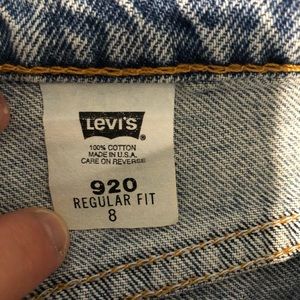 LEVI'S ®
100% COTTON
MADE IN U.S.A.
CARE ON REVERSE
920
REGULAR FIT
8